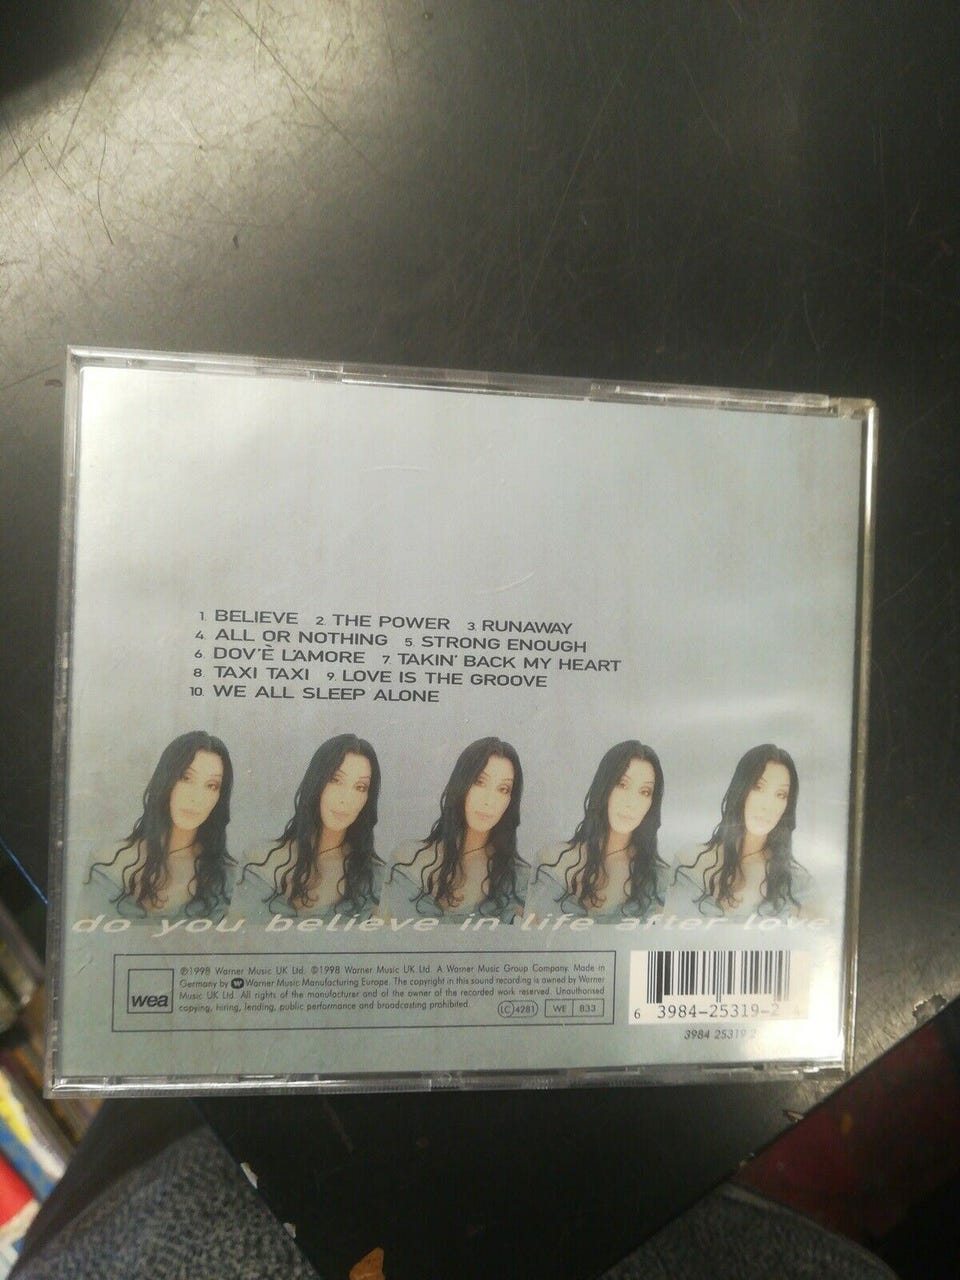 1. BELIEVE 2. THE POWER 3. RUNAWAY
4. ALL OR NOTHING 5. STRONG ENOUGH
6. DOV'È L'AMORE 7. TAKIN' BACK MY HEART
8. TAXI TAXI 9. LOVE IS THE GROOVE
10. WE ALL SLEEP ALONE
do you believe in life after love
wea
℗1998 Warner Music UK Ltd. ©1998 Warner Music UK Ltd. A Warner Music Group Company. Made in
Germany by Warner Music Manufacturing Europe. The copyright in this sound recording is owned by Warner
Music UK Ltd. All rights of the manufacturer and of the owner of the recorded work reserved. Unauthorised
copying, hiring, lending, public performance and broadcasting prohibited.
LC 4281 WE 833
6 3984-25319-2
3984 25319 2